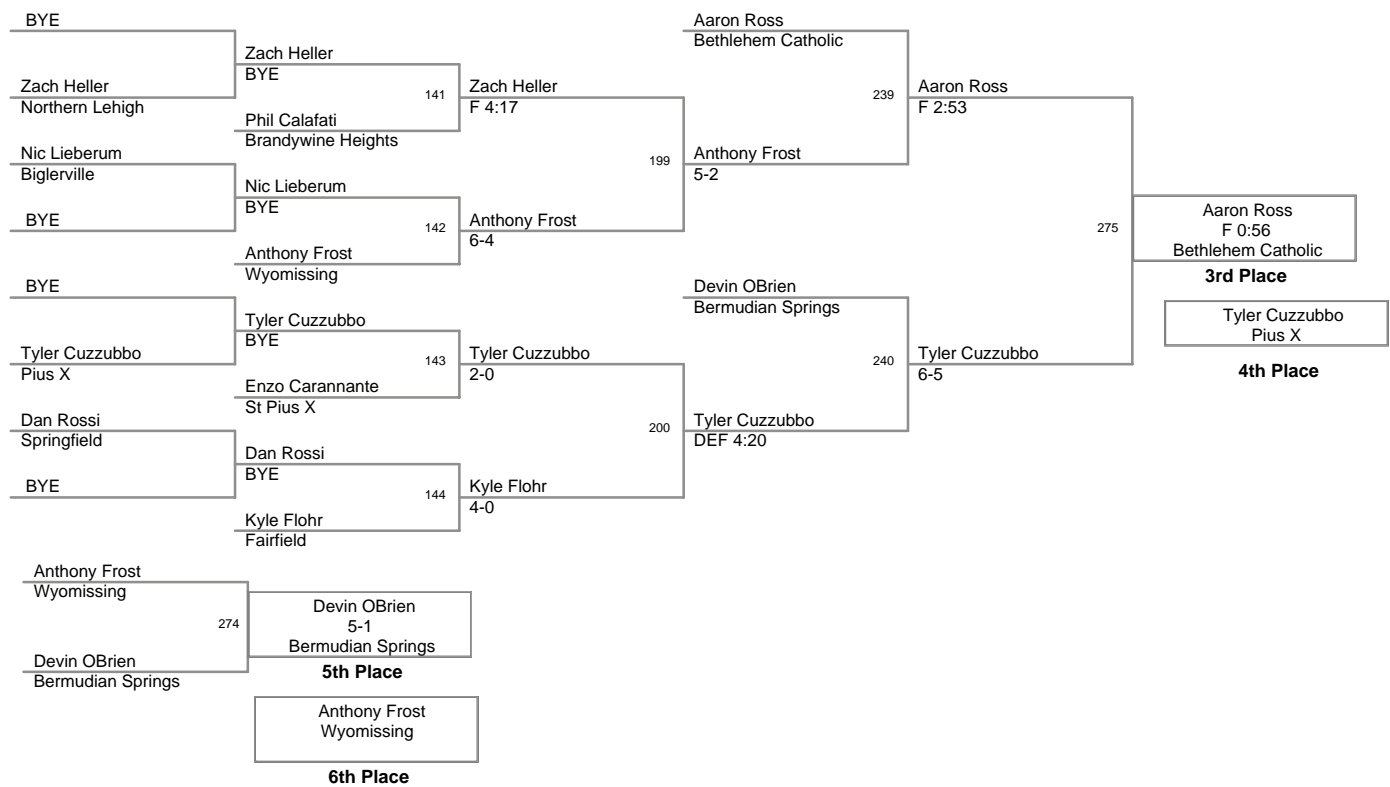 BYE
Zach Heller
Northern Lehigh
Nic Lieberum
Biglerville
BYE
BYE
Tyler Cuzzubbo
Pius X
Dan Rossi
Springfield
BYE
Zach Heller
BYE
141
Phil Calafati
Brandywine Heights
Nic Lieberum
BYE
142
Anthony Frost
Wyomissing
Tyler Cuzzubbo
BYE
143
Enzo Carannante
St Pius X
Dan Rossi
BYE
144
Kyle Flohr
Fairfield
Zach Heller
F 4:17
199
Anthony Frost
6-4
Tyler Cuzzubbo
2-0
200
Kyle Flohr
4-0
Aaron Ross
Bethlehem Catholic
239
Anthony Frost
5-2
Devin OBrien
Bermudian Springs
240
Tyler Cuzzubbo
DEF 4:20
Aaron Ross
F 2:53
275
Tyler Cuzzubbo
6-5
Aaron Ross
F 0:56
Bethlehem Catholic
3rd Place
Tyler Cuzzubbo
Pius X
4th Place
Anthony Frost
Wyomissing
274
Devin OBrien
Bermudian Springs
Devin OBrien
5-1
Bermudian Springs
5th Place
Anthony Frost
Wyomissing
6th Place